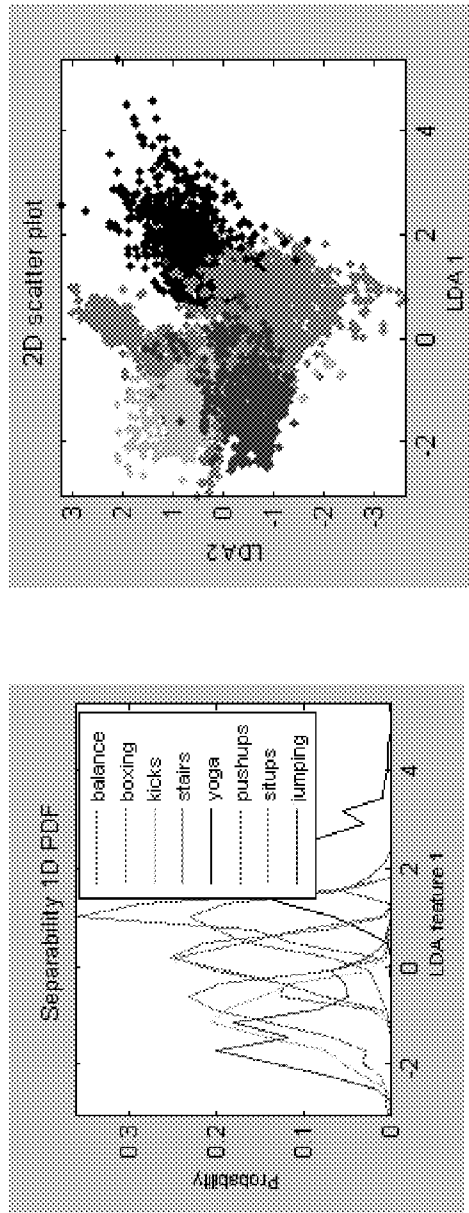 Separability 1D PDF
balance
boxing
kicks
stairs
yoga
pushups
situps
jumping
Probability
0.3
0.2
0.1
0
-2
0
2
4
LDA feature 1
2D scatter plot
LDA 2
3
2
1
0
-1
-2
-3
-2
0
2
4
LDA 1